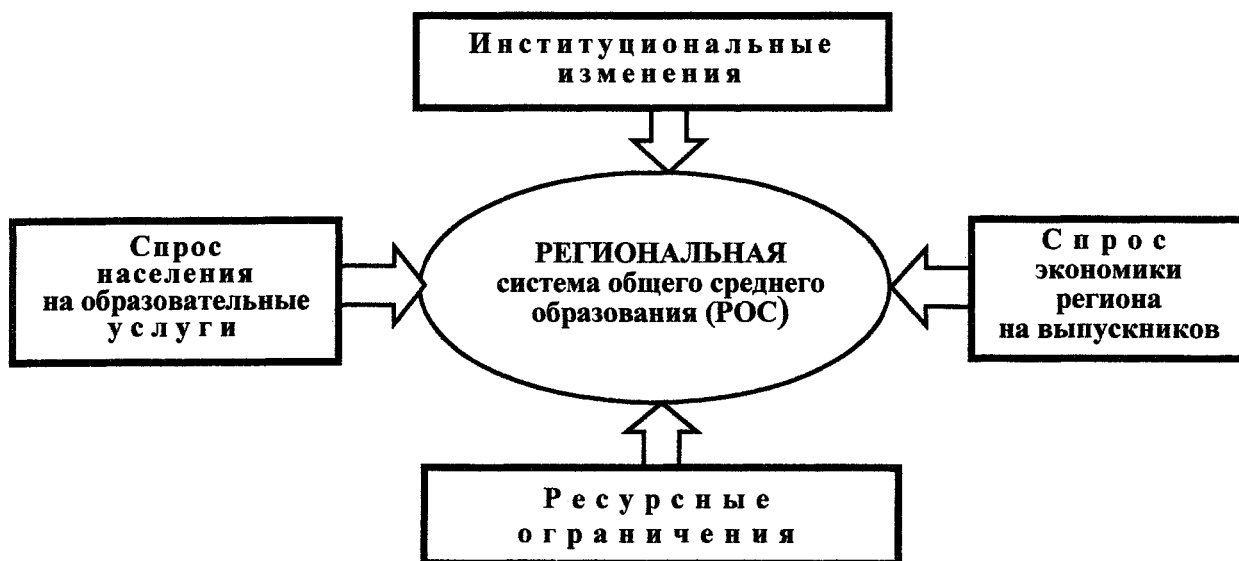 Институциональные
изменения
Спрос
населения
на образовательные
услуги
РЕГИОНАЛЬНАЯ
система общего среднего
образования (РОС)
Спрос
экономики
региона
на выпускников
Ресурсные
ограничения